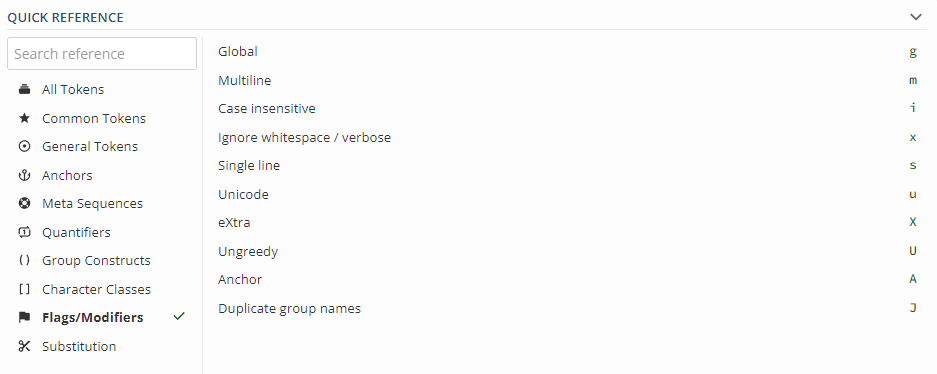 QUICK REFERENCE
Search reference
All Tokens
Common Tokens
General Tokens
Anchors
Meta Sequences
Quantifiers
Group Constructs
Character Classes
Flags/Modifiers
Substitution
Global g
Multiline m
Case insensitive i
Ignore whitespace / verbose x
Single line s
Unicode u
eXtra X
Ungreedy U
Anchor A
Duplicate group names J